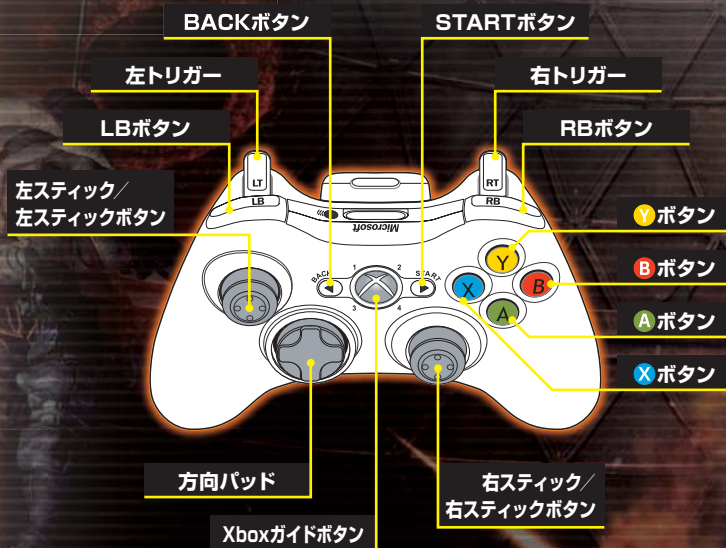 BACKボタン
STARTボタン
左トリガー
右トリガー
LBボタン
RBボタン
LT
RT
LB
RB
左スティック／
左スティックボタン
Microsoft
Yボタン
BACK
1
2
START
Y
X
B
Bボタン
3
4
A
Aボタン
Xボタン
方向パッド
右スティック／
右スティックボタン
Xboxガイドボタン